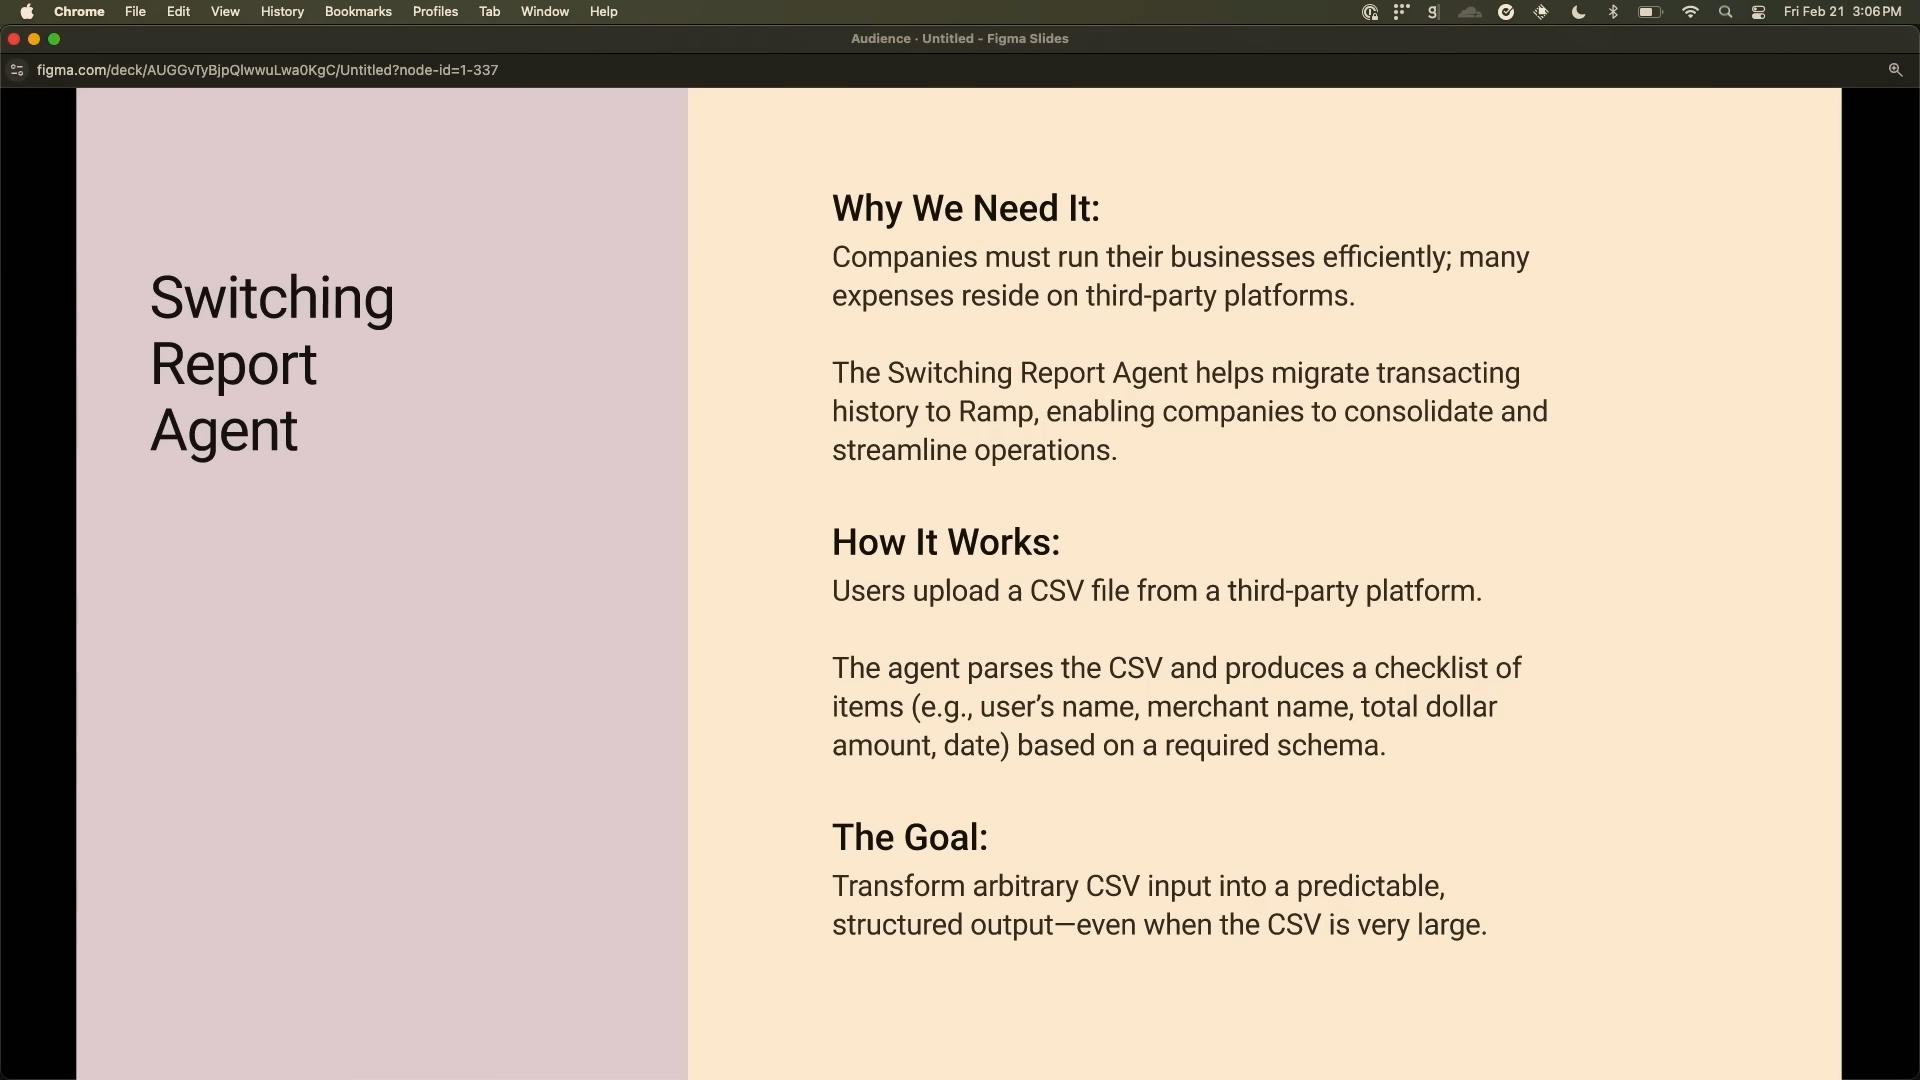 Chrome File Edit View History Bookmarks Profiles Tab Window Help Fri Feb 21 3:06 PM
Audience · Untitled - Figma Slides
figma.com/deck/AUGGvTyBjpQlwwuLwa0KgC/Untitled?node-id=1-337
Switching
Report
Agent
Why We Need It:
Companies must run their businesses efficiently; many
expenses reside on third-party platforms.
The Switching Report Agent helps migrate transacting
history to Ramp, enabling companies to consolidate and
streamline operations.
How It Works:
Users upload a CSV file from a third-party platform.
The agent parses the CSV and produces a checklist of
items (e.g., user’s name, merchant name, total dollar
amount, date) based on a required schema.
The Goal:
Transform arbitrary CSV input into a predictable,
structured output—even when the CSV is very large.